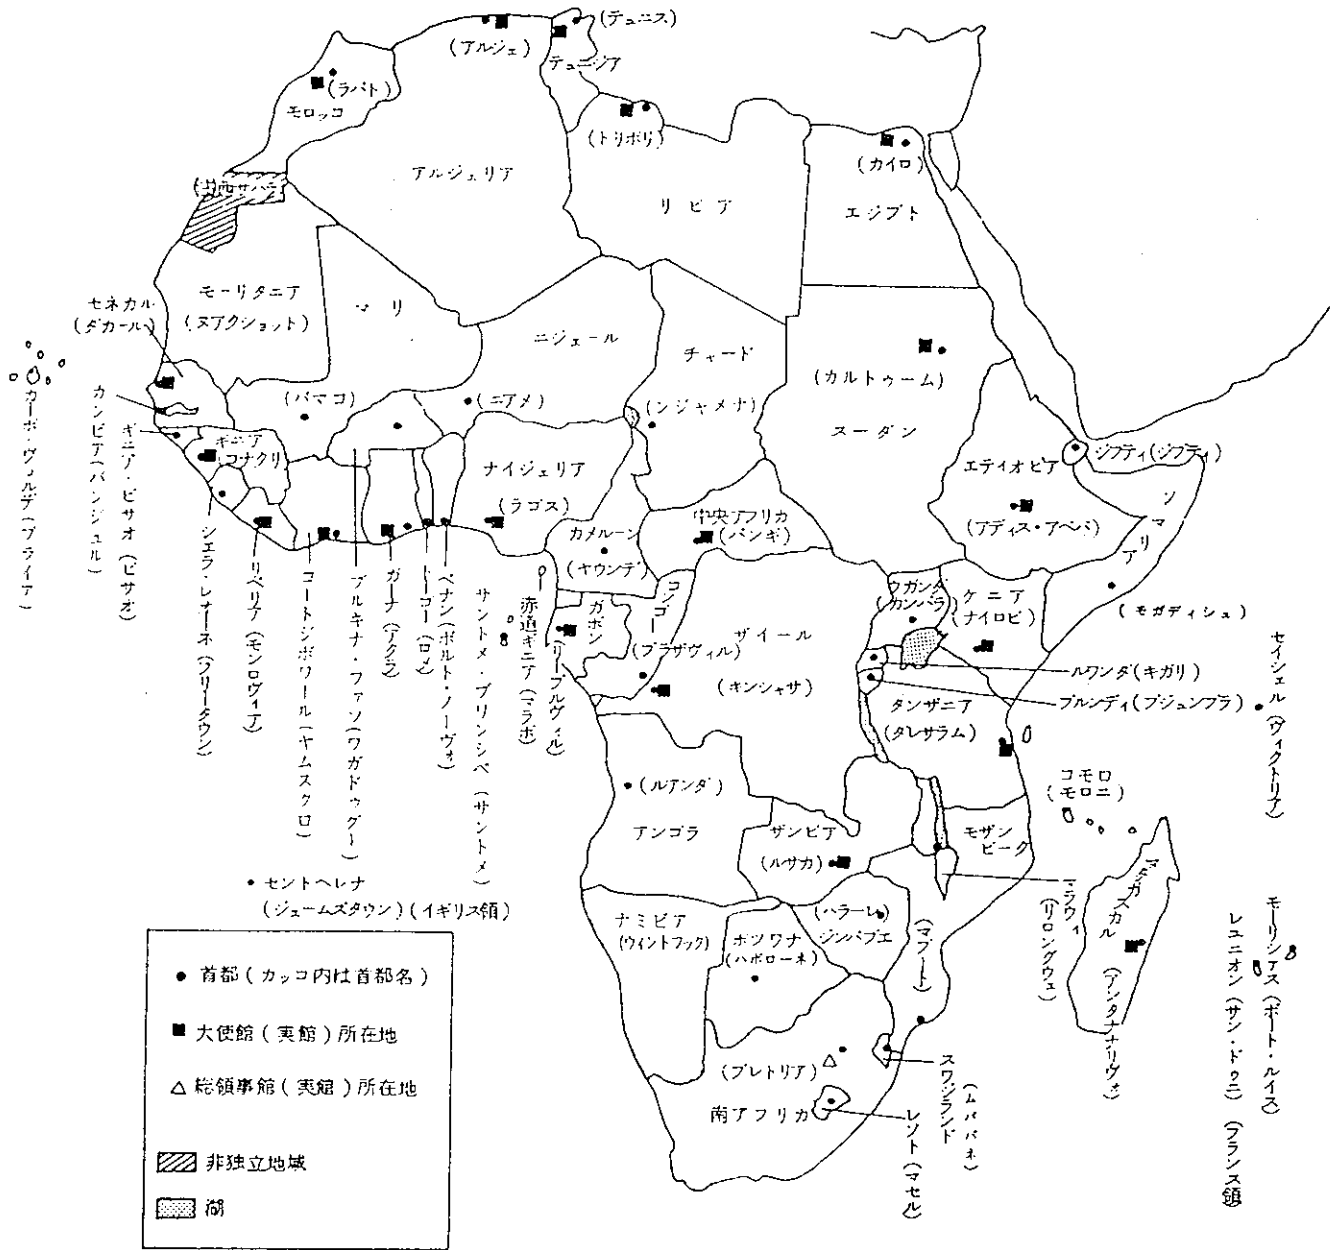 (テュニス)
(アルジェ)
テュニジア
(ラバト)
モロッコ
(トリポリ)
(カイロ)
アルジェリア
リビア
エジプト
西サハラ
モーリタニア
(ヌアクショット)
マリ
セネガル
(ダカール)
ニジェール
チャード
(カルトゥーム)
スーダン
(バマコ)
(ニアメ)
(ンジャメナ)
カーボ・ヴェルデ(プライア)
ガンビア(バンジュル)
ギニア・ビサオ(ビサオ)
ギニア
(コナクリ)
ナイジェリア
(ラゴス)
エティオピア
(アディス・アベバ)
ジブティ(ジブティ)
ソマリア
(モガディシュ)
中央アフリカ
(バンギ)
カメルーン
(ヤウンデ)
シェラ・レオーネ(フリータウン)
リベリア(モンロヴィア)
コートジボワール(ヤムスクロ)
ブルキナ・ファソ(ワガドゥグー)
ガーナ(アクラ)
トーゴー(ロメ)
ベナン(ポルト・ノーヴォ)
サントメ・プリンシペ(サントメ)
赤道ギニア(マラボ)
ガボン
(リーブルヴィル)
コンゴー
(ブラザヴィル)
ザイール
(キンシャサ)
ウガンダ
(カンパラ)
ケニア
(ナイロビ)
ルワンダ(キガリ)
ブルンディ(ブジュンブラ)
セイシェル(ヴィクトリア)
タンザニア
(ダレサラム)
コモロ
(モロニ)
(ルアンダ)
アンゴラ
ザンビア
(ルサカ)
モザンビーク
(マプート)
マラウィ
(リロングウェ)
マダガスカル
(アンタナナリヴォ)
モーリシァス(ポート・ルイス)
レユニオン(サン・ドゥニ)(フランス領)
・セントヘレナ
(ジェームズタウン)(イギリス領)
ナミビア
(ウィントフック)
ボツワナ
(ハボローネ)
(ハラーレ)
ジンバブエ
(プレトリア)
南アフリカ
スワジランド
(ムババネ)
レソト(マセル)
● 首都(カッコ内は首都名)
■ 大使館(実館)所在地
△ 総領事館(実館)所在地
非独立地域
湖